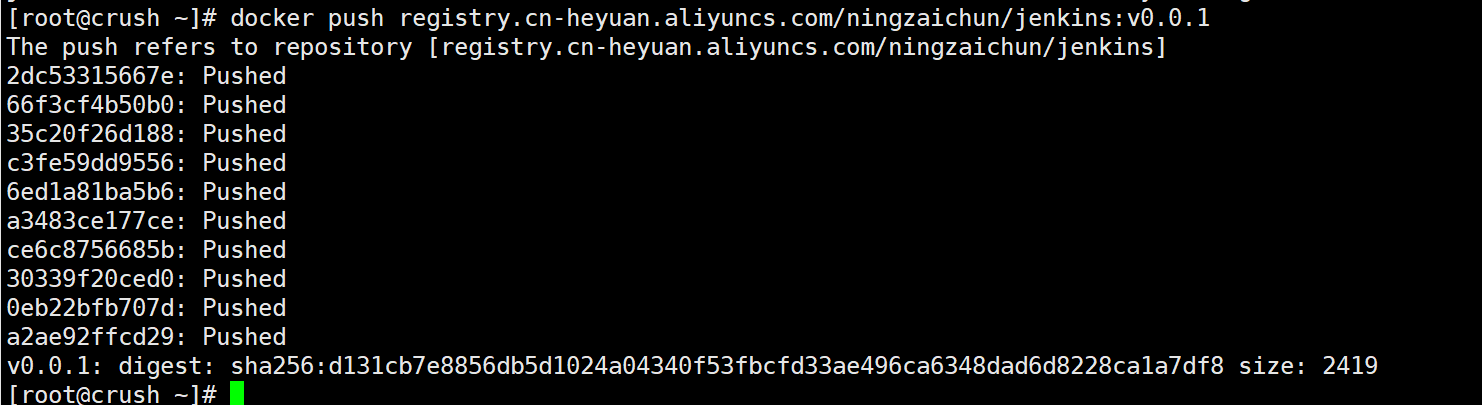 [root@crush ~]# docker push registry.cn-heyuan.aliyuncs.com/ningzaichun/jenkins:v0.0.1
The push refers to repository [registry.cn-heyuan.aliyuncs.com/ningzaichun/jenkins]
2dc53315667e: Pushed
66f3cf4b50b0: Pushed
35c20f26d188: Pushed
c3fe59dd9556: Pushed
6ed1a81ba5b6: Pushed
a3483ce177ce: Pushed
ce6c8756685b: Pushed
30339f20ced0: Pushed
0eb22bfb707d: Pushed
a2ae92ffcd29: Pushed
v0.0.1: digest: sha256:d131cb7e8856db5d1024a04340f53fbcfd33ae496ca6348dad6d8228ca1a7df8 size: 2419
[root@crush ~]#